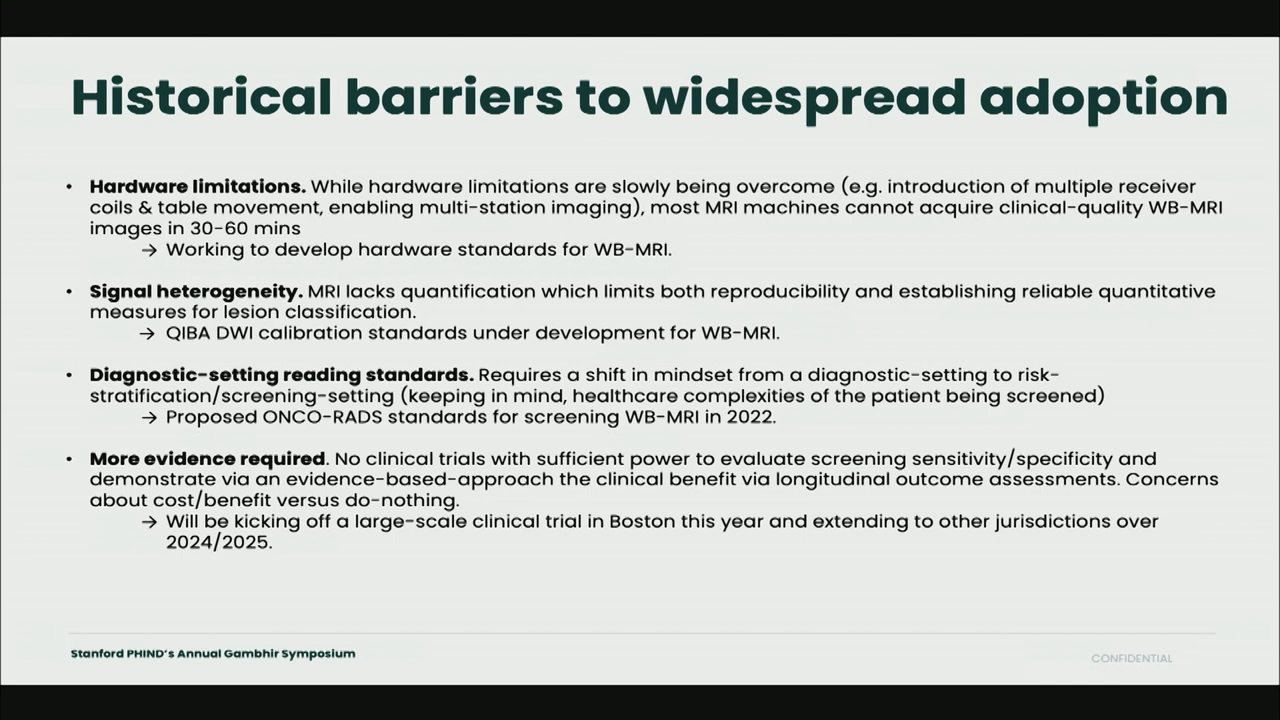 Historical barriers to widespread adoption
• Hardware limitations. While hardware limitations are slowly being overcome (e.g. introduction of multiple receiver
coils & table movement, enabling multi-station imaging), most MRI machines cannot acquire clinical-quality WB-MRI
images in 30-60 mins
→ Working to develop hardware standards for WB-MRI.
• Signal heterogeneity. MRI lacks quantification which limits both reproducibility and establishing reliable quantitative
measures for lesion classification.
→ QIBA DWI calibration standards under development for WB-MRI.
• Diagnostic-setting reading standards. Requires a shift in mindset from a diagnostic-setting to risk-
stratification/screening-setting (keeping in mind, healthcare complexities of the patient being screened)
→ Proposed ONCO-RADS standards for screening WB-MRI in 2022.
• More evidence required. No clinical trials with sufficient power to evaluate screening sensitivity/specificity and
demonstrate via an evidence-based-approach the clinical benefit via longitudinal outcome assessments. Concerns
about cost/benefit versus do-nothing.
→ Will be kicking off a large-scale clinical trial in Boston this year and extending to other jurisdictions over
2024/2025.
Stanford PHIND's Annual Gambhir Symposium
CONFIDENTIAL